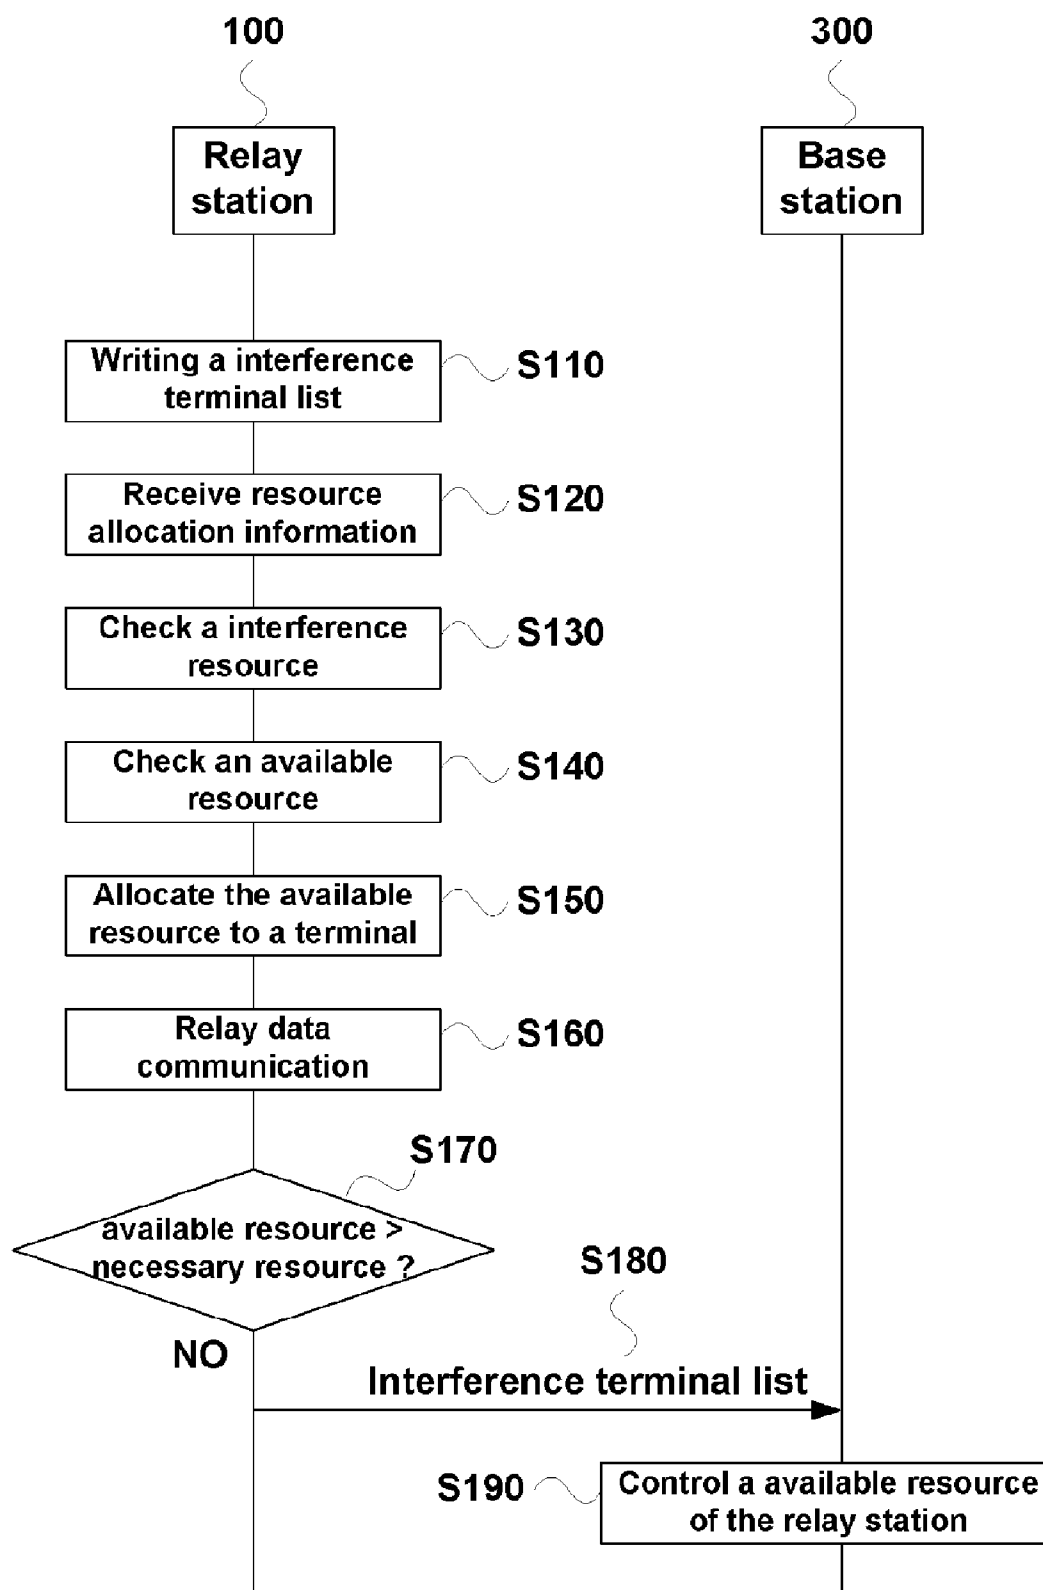 100
300
Relay
station
Base
station
Writing a interference
terminal list
S110
Receive resource
allocation information
S120
Check a interference
resource
S130
Check an available
resource
S140
Allocate the available
resource to a terminal
S150
Relay data
communication
S160
S170
available resource >
necessary resource ?
NO
S180
Interference terminal list
S190
Control a available resource
of the relay station